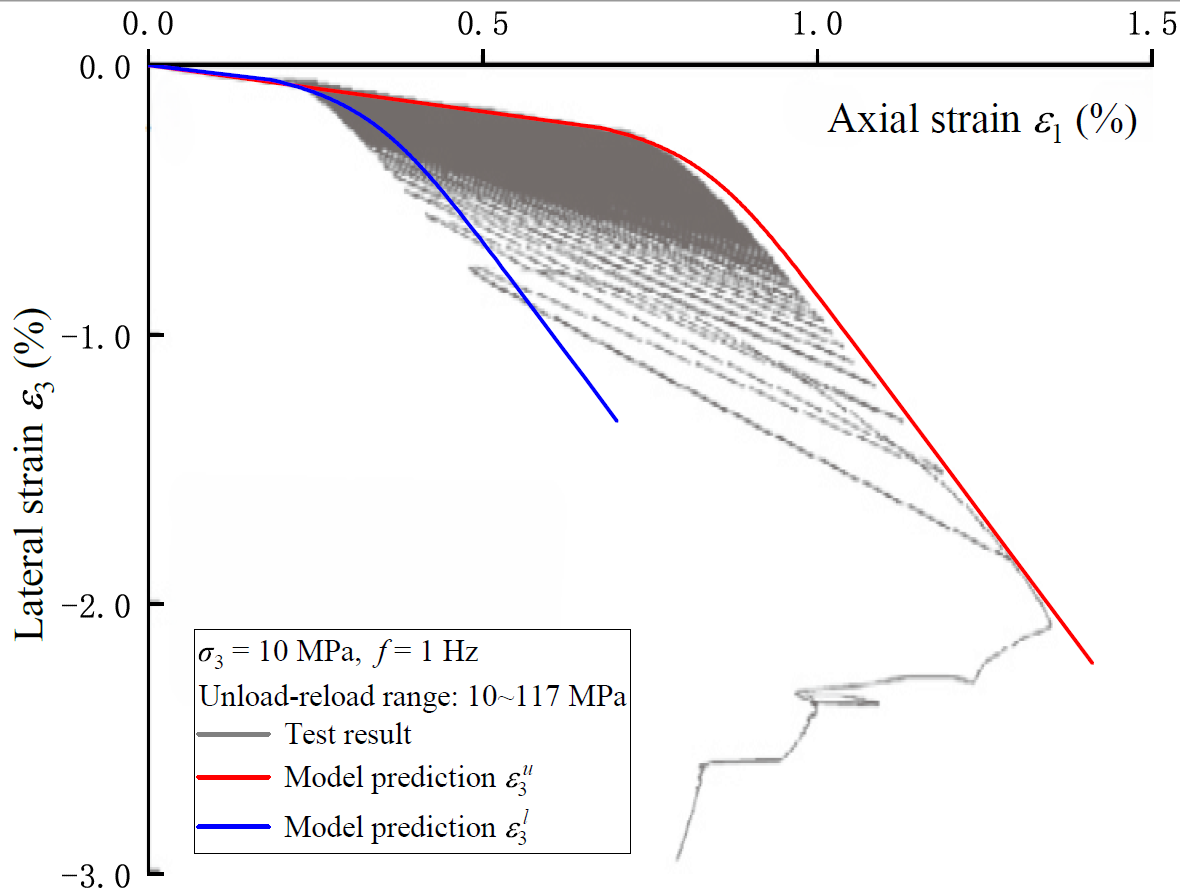 0.0 0.5 1.0 1.5
0.0
Axial strain ε₁ (%)
Lateral strain ε₃ (%)
−1.0
−2.0
σ₃ = 10 MPa, f = 1 Hz
Unload-reload range: 10~117 MPa
Test result
Model prediction ε₃ᵘ
Model prediction ε₃ˡ
−3.0